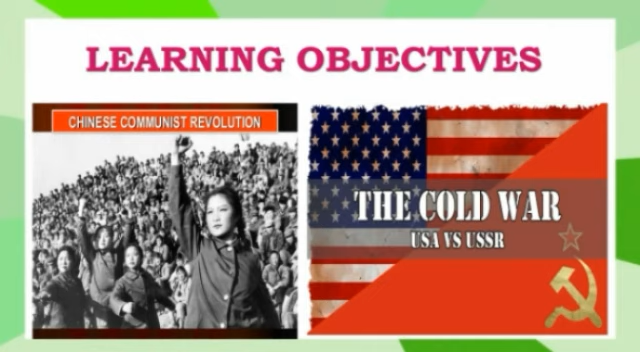 LEARNING OBJECTIVES
CHINESE COMMUNIST REVOLUTION
THE COLD WAR
USA VS USSR